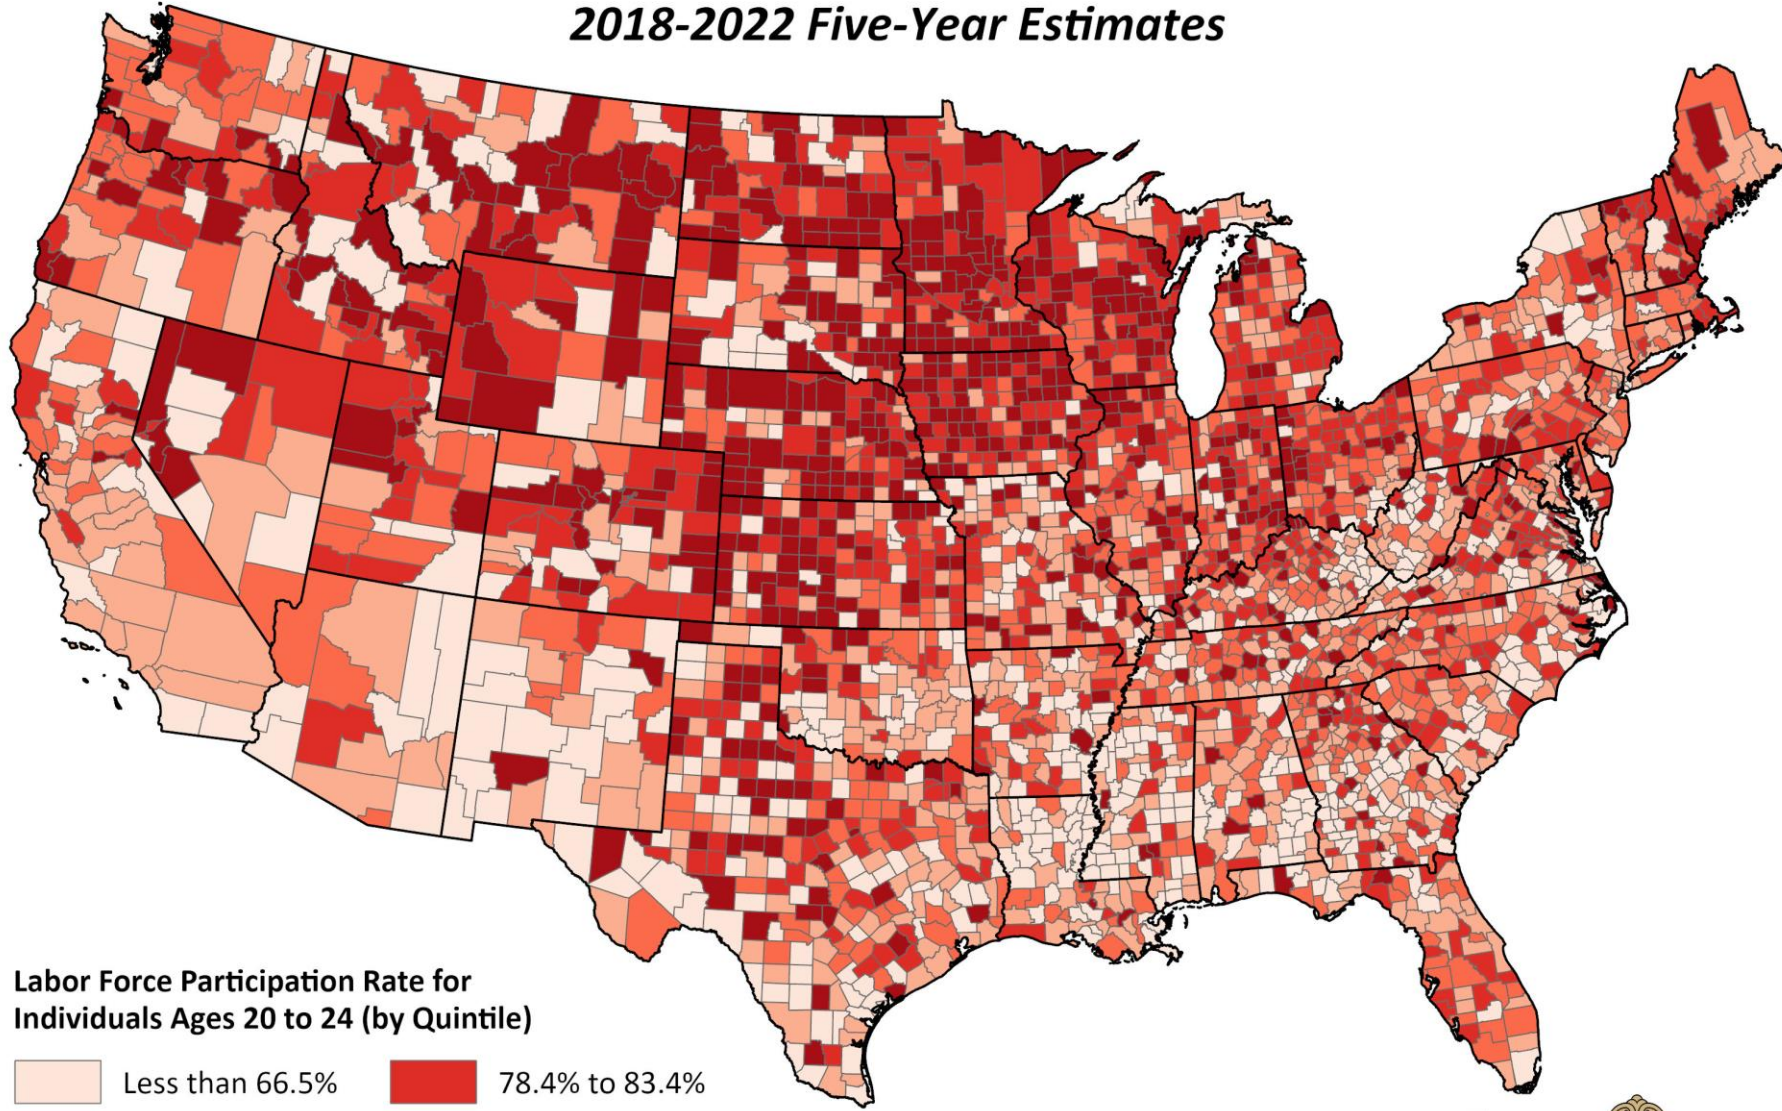 2018-2022 Five-Year Estimates
Labor Force Participation Rate for
Individuals Ages 20 to 24 (by Quintile)
Less than 66.5%
78.4% to 83.4%